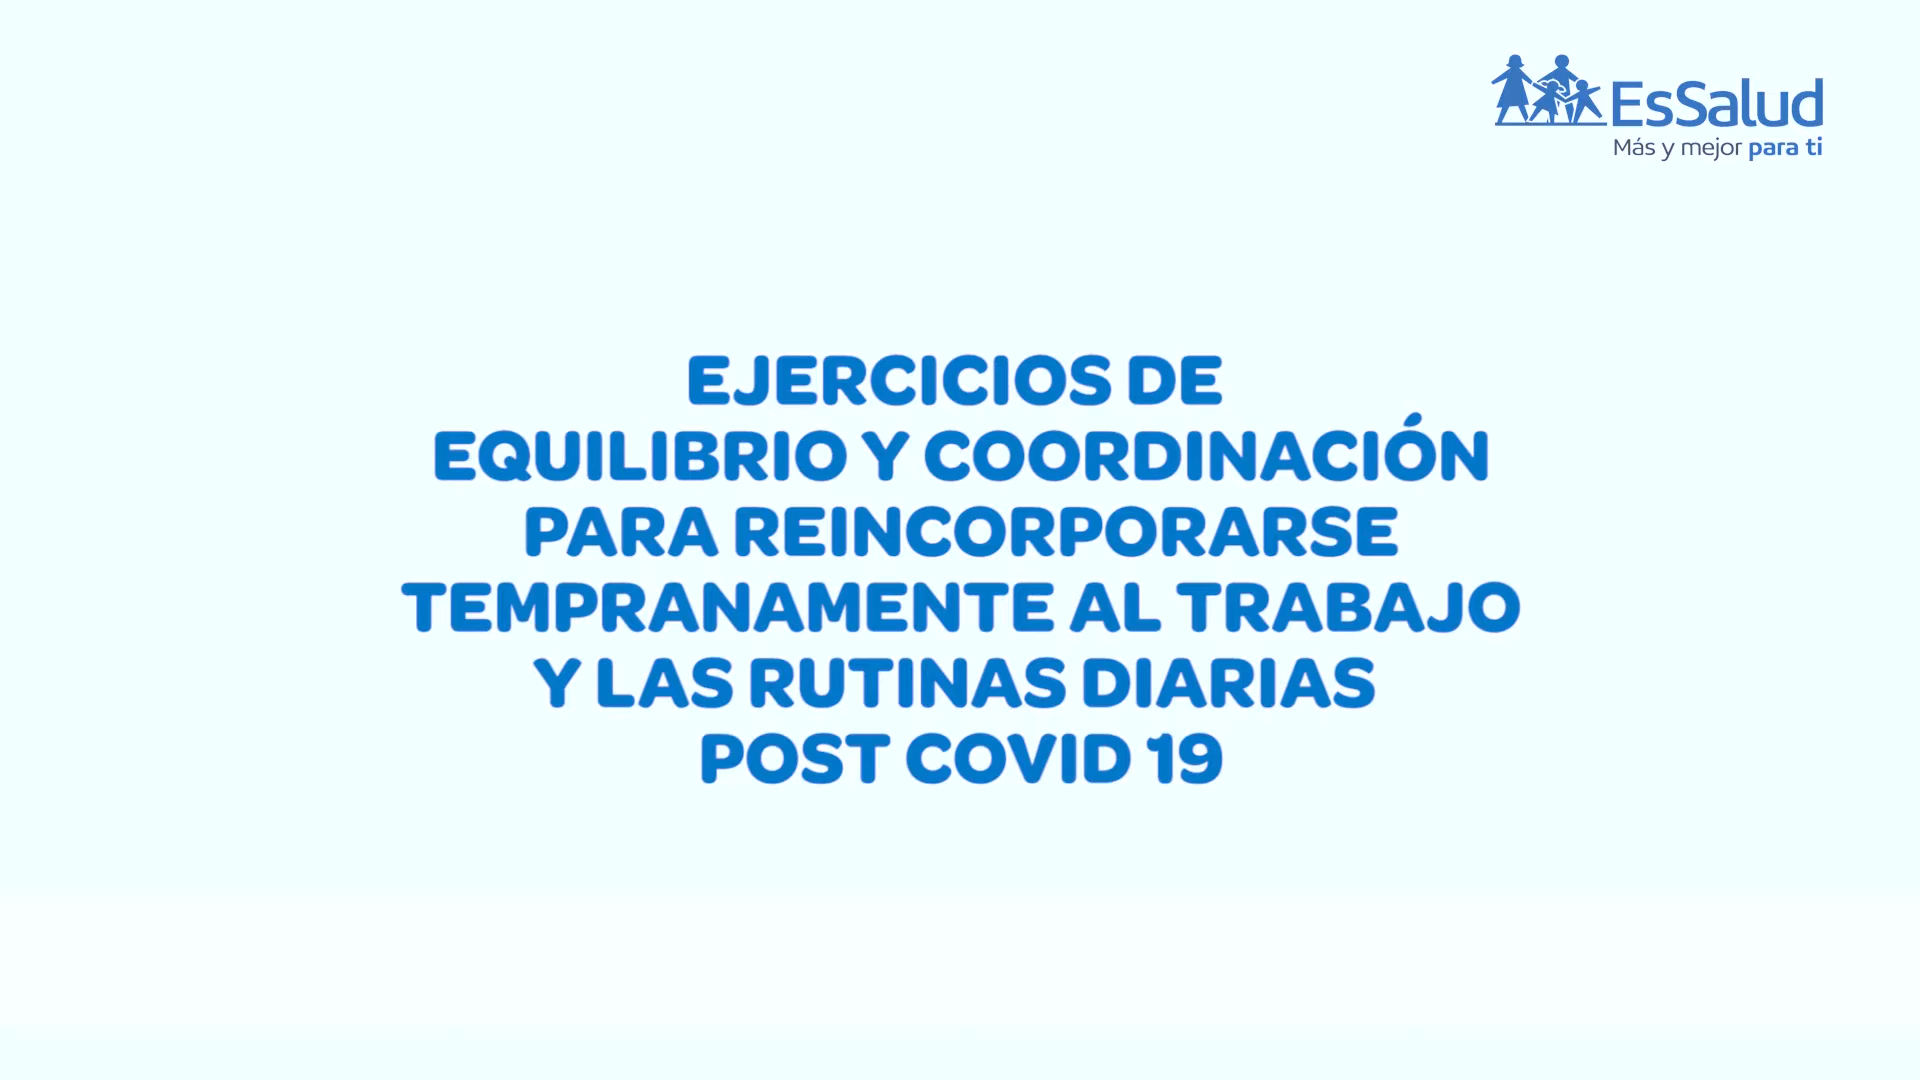 EsSalud
Más y mejor para ti
EJERCICIOS DE
EQUILIBRIO Y COORDINACIÓN
PARA REINCORPORARSE
TEMPRANAMENTE AL TRABAJO
Y LAS RUTINAS DIARIAS
POST COVID 19